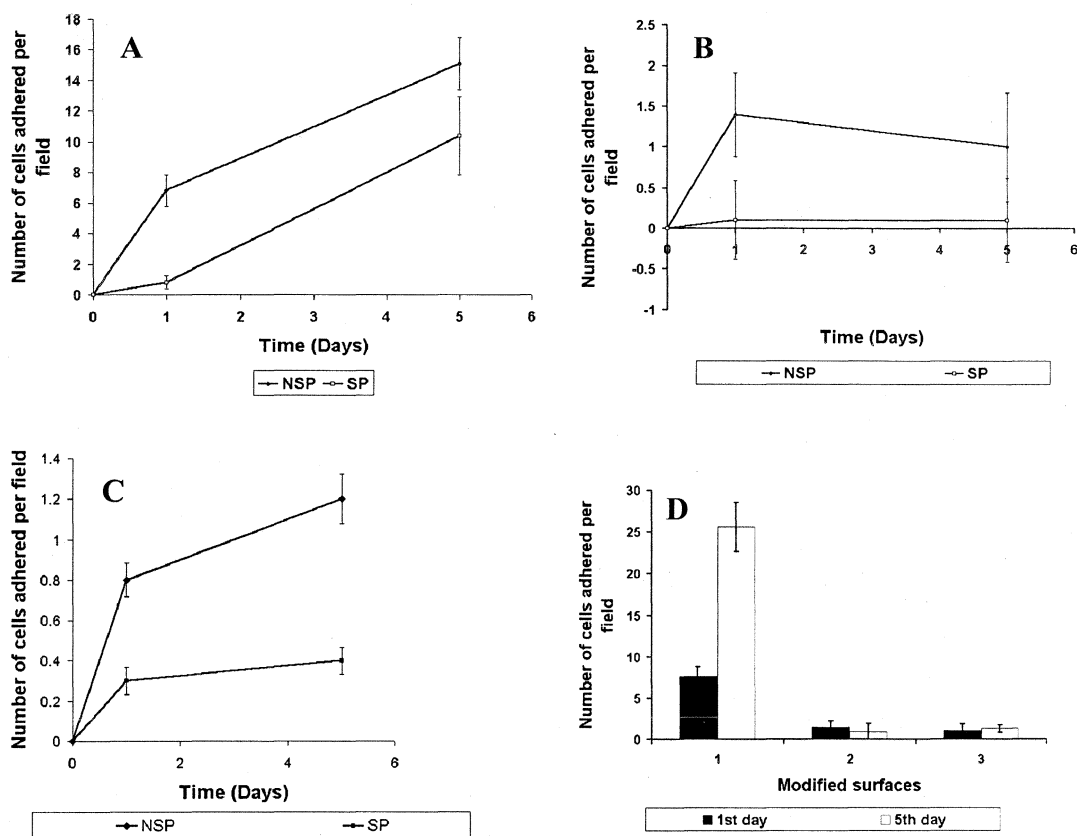 A
Number of cells adhered per
field
18
16
14
12
10
8
6
4
2
0
0 1 2 3 4 5 6
Time (Days)
NSP SP
B
Number of cells adhered per
field
2.5
2
1.5
1
0.5
0
-0.5
-1
0 1 2 3 4 5 6
Time (Days)
NSP SP
C
Number of cells adhered per field
1.4
1.2
1
0.8
0.6
0.4
0.2
0
0 2 4 6
Time (Days)
NSP SP
D
Number of cells adhered per
field
30
25
20
15
10
5
0
1 2 3
Modified surfaces
1st day 5th day